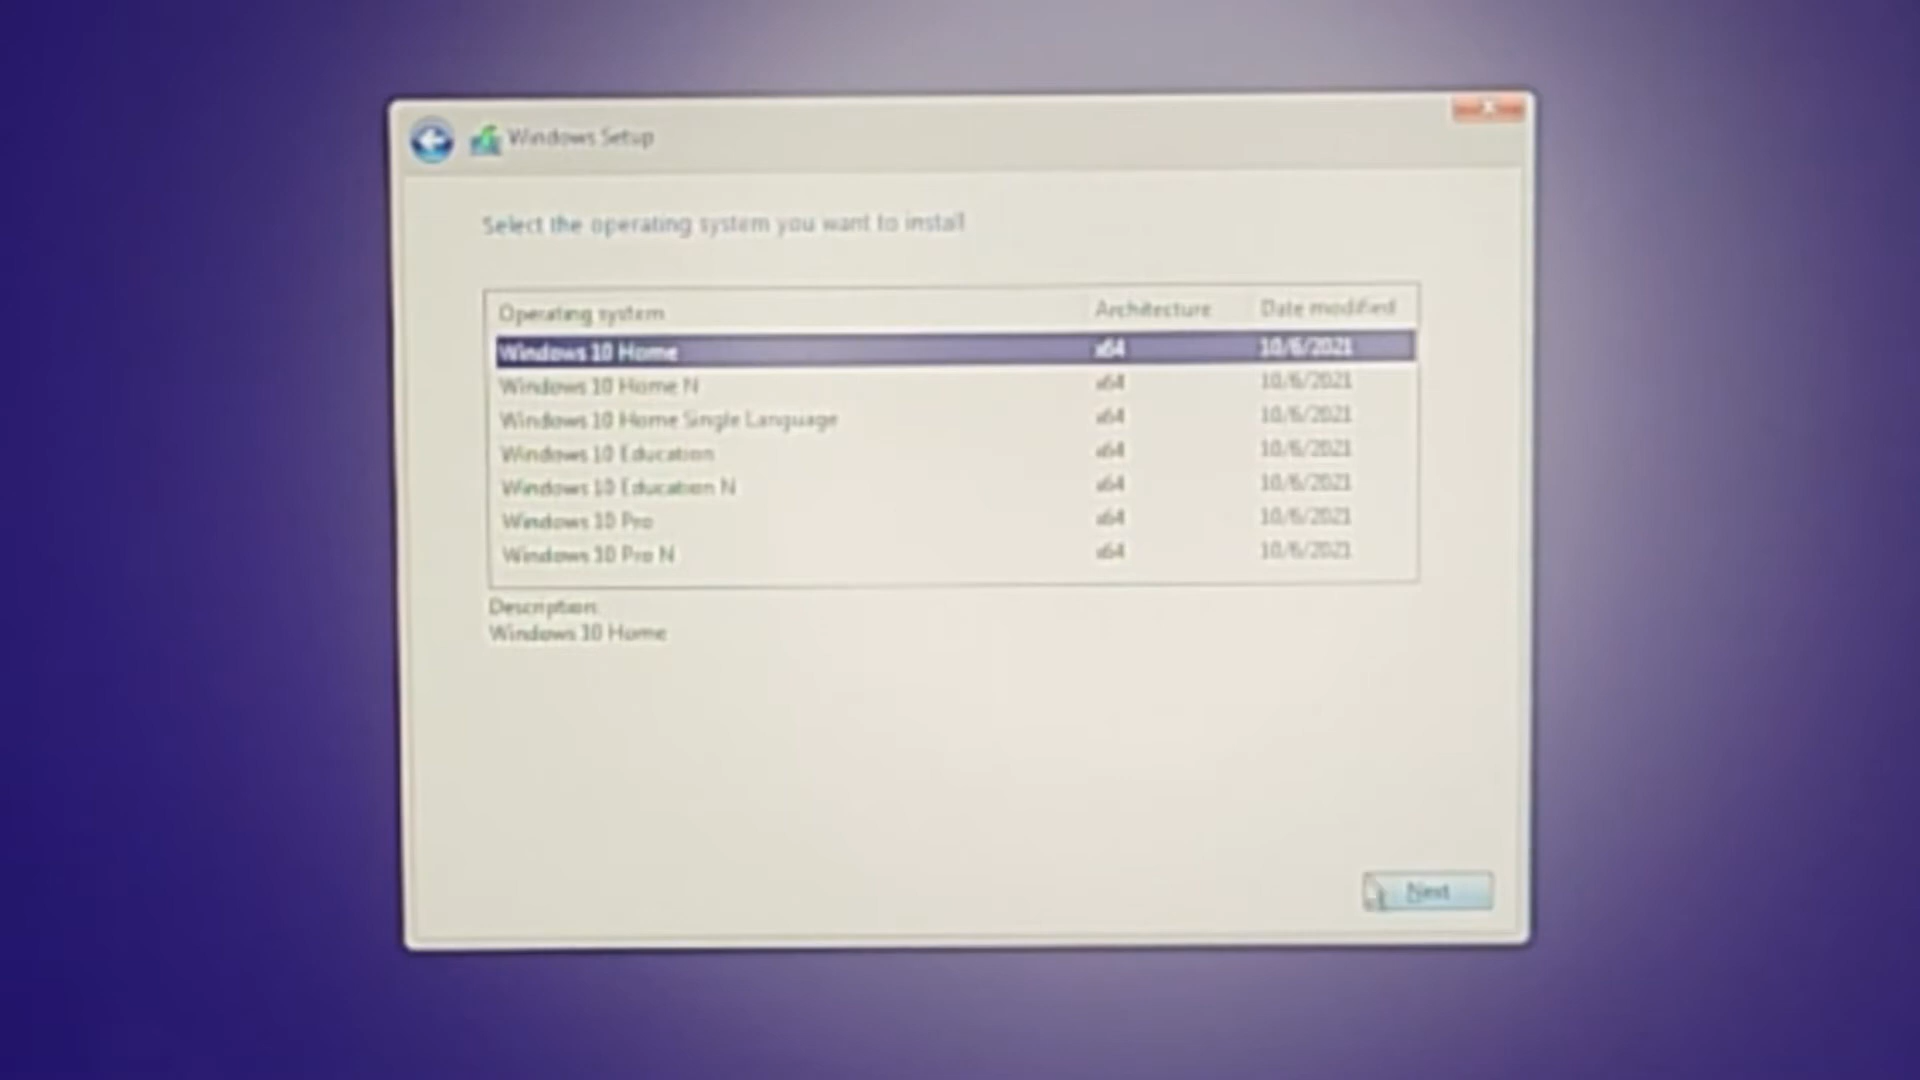 Windows Setup
Select the operating system you want to install
Operating system Architecture Date modified
Windows 10 Home x64 10/6/2021
Windows 10 Home N x64 10/6/2021
Windows 10 Home Single Language x64 10/6/2021
Windows 10 Education x64 10/6/2021
Windows 10 Education N x64 10/6/2021
Windows 10 Pro x64 10/6/2021
Windows 10 Pro N x64 10/6/2021
Description:
Windows 10 Home
Next